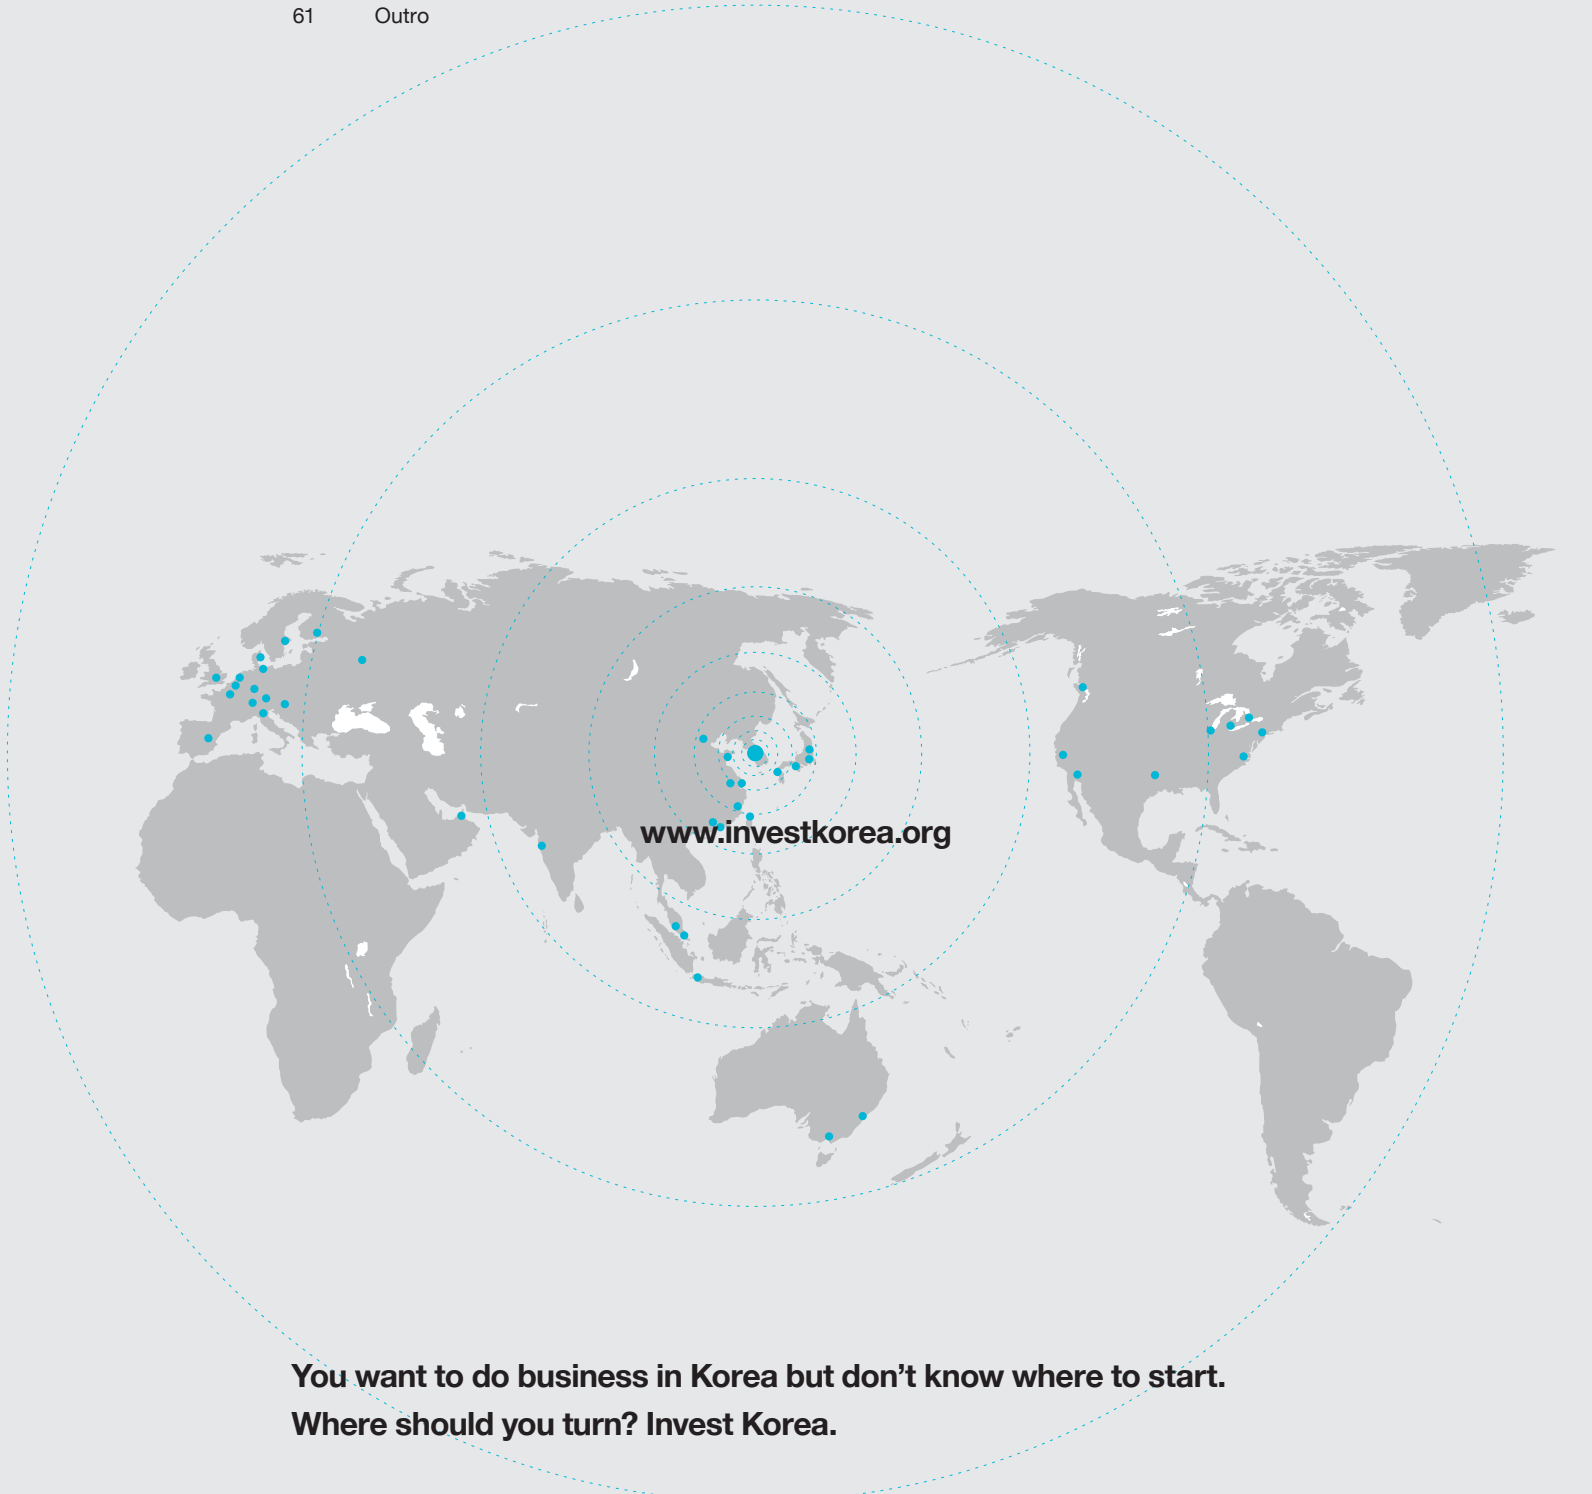 61 Outro
www.investkorea.org
You want to do business in Korea but don’t know where to start.
Where should you turn? Invest Korea.